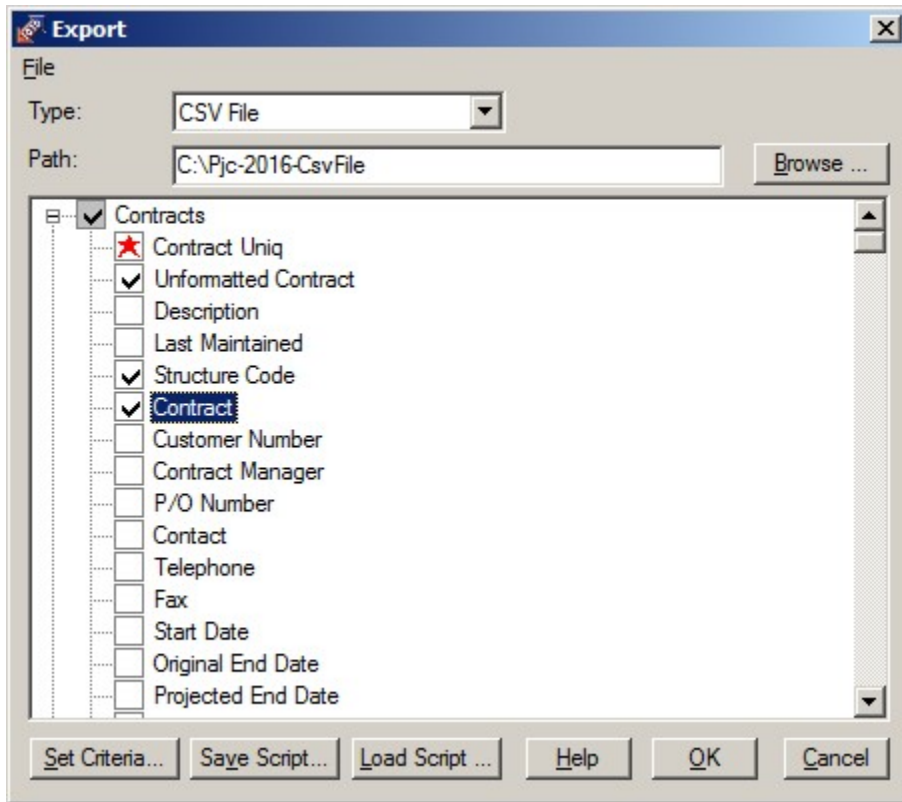 Export
File
Type: CSV File
Path: C:\Pjc-2016-CsvFile Browse ...
Contracts
Contract Uniq
Unformatted Contract
Description
Last Maintained
Structure Code
Contract
Customer Number
Contract Manager
P/O Number
Contact
Telephone
Fax
Start Date
Original End Date
Projected End Date
Set Criteria... Save Script... Load Script ... Help OK Cancel